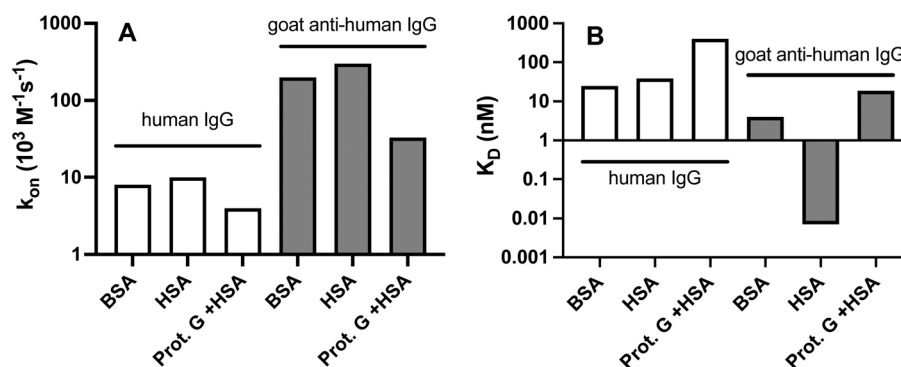 A
goat anti-human IgG
human IgG
k_on (10³ M⁻¹s⁻¹)
1000
100
10
1
BSA
HSA
Prot. G +HSA
BSA
HSA
Prot. G +HSA
B
goat anti-human IgG
human IgG
K_D (nM)
1000
100
10
1
0.1
0.01
0.001
BSA
HSA
Prot. G +HSA
BSA
HSA
Prot. G +HSA